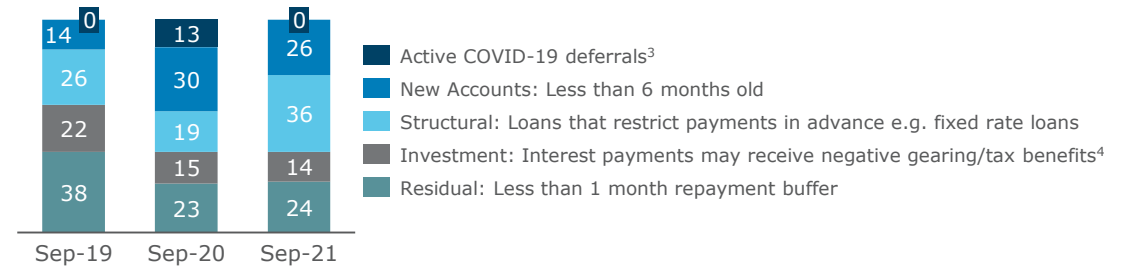 0
14
26
22
38
13
30
19
15
23
0
26
36
14
24
Sep-19
Sep-20
Sep-21
Active COVID-19 deferrals³
New Accounts: Less than 6 months old
Structural: Loans that restrict payments in advance e.g. fixed rate loans
Investment: Interest payments may receive negative gearing/tax benefits⁴
Residual: Less than 1 month repayment buffer